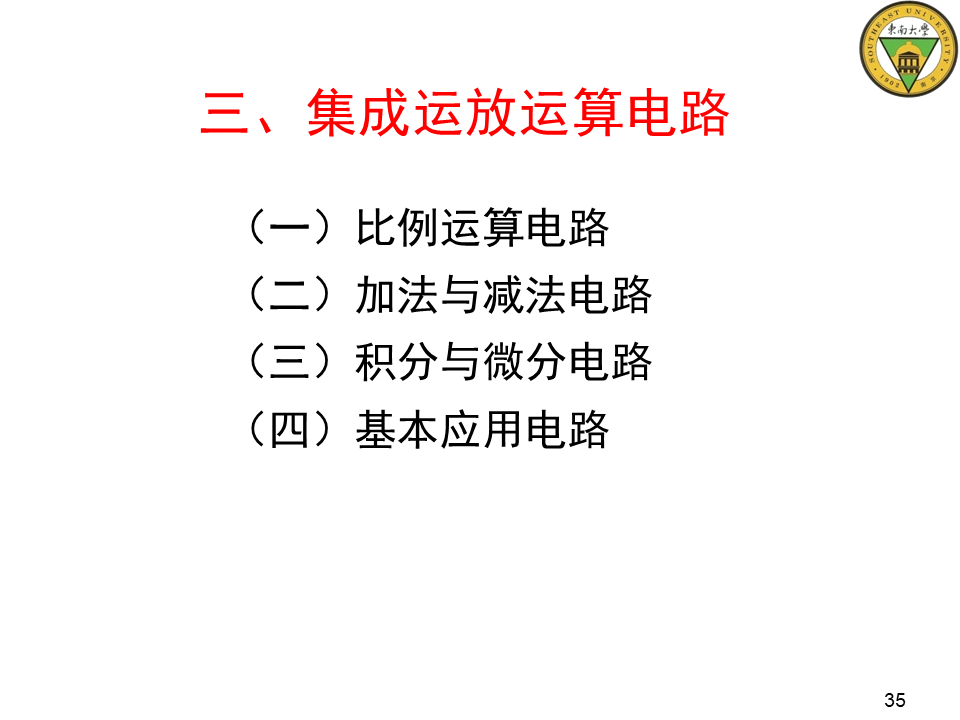 SOUTHEAST UNIVERSITY
東南大學
1902
三、集成运放运算电路
（一）比例运算电路
（二）加法与减法电路
（三）积分与微分电路
（四）基本应用电路
35